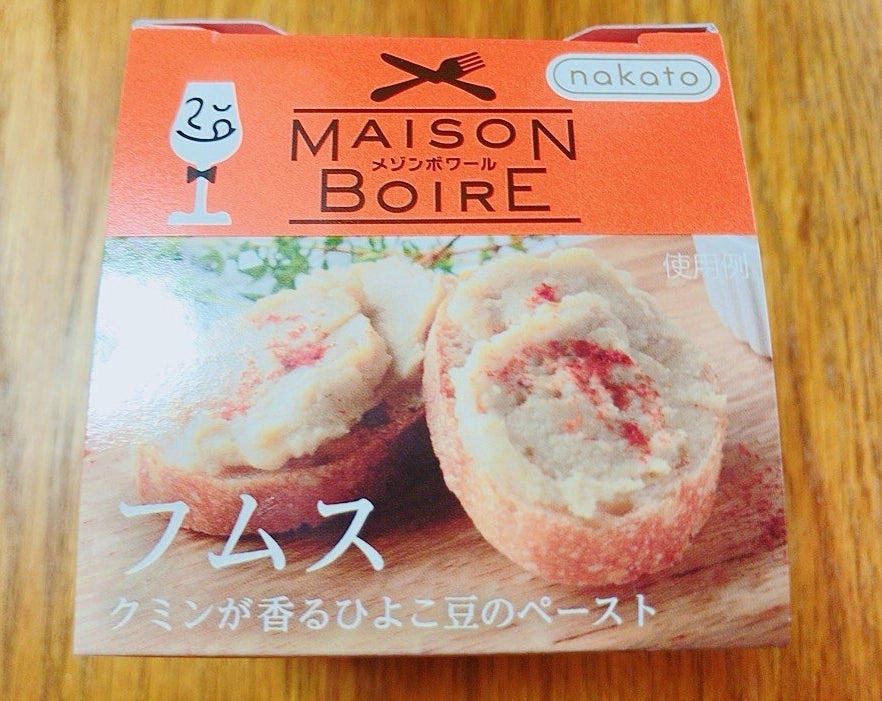 nakato
MAISON
メゾンボワール
BOIRE
使用例
フムス
クミンが香るひよこ豆のペースト